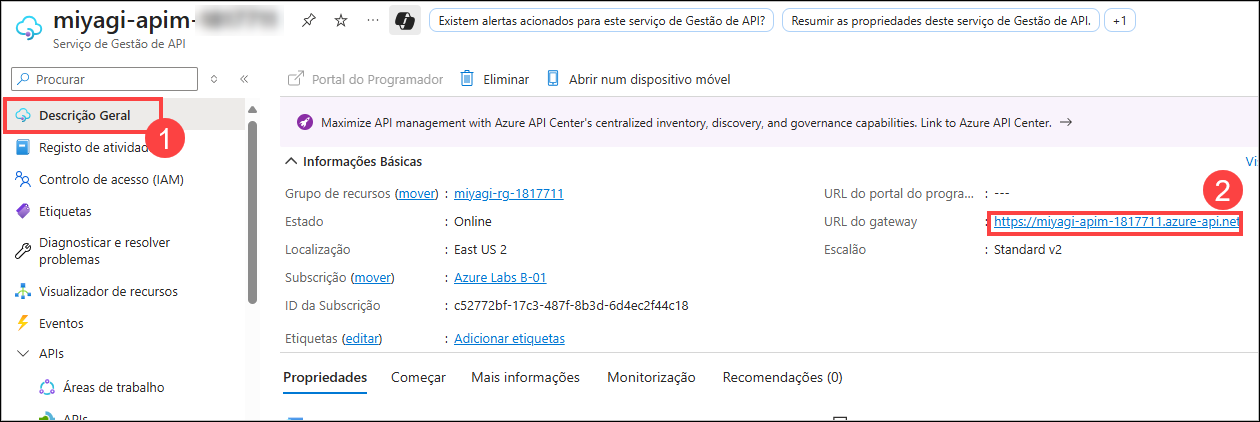 miyagi-apim-
Serviço de Gestão de API
Existem alertas acionados para este serviço de Gestão de API?
Resumir as propriedades deste serviço de Gestão de API.
+1
Procurar
Portal do Programador
Eliminar
Abrir num dispositivo móvel
Descrição Geral
1
Registo de atividad
Controlo de acesso (IAM)
Etiquetas
Diagnosticar e resolver
problemas
Visualizador de recursos
Eventos
APIs
Áreas de trabalho
APIs
Maximize API management with Azure API Center's centralized inventory, discovery, and governance capabilities. Link to Azure API Center.
Informações Básicas
Grupo de recursos (mover) : miyagi-rg-1817711
Estado : Online
Localização : East US 2
Subscrição (mover) : Azure Labs B-01
ID da Subscrição : c52772bf-17c3-487f-8b3d-6d4ec2f44c18
Etiquetas (editar) : Adicionar etiquetas
URL do portal do progra... : ---
2
URL do gateway : https://miyagi-apim-1817711.azure-api.net
Escalão : Standard v2
Propriedades
Começar
Mais informações
Monitorização
Recomendações (0)